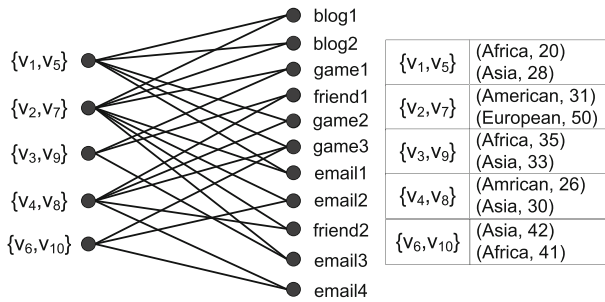 {v1,v5}
{v2,v7}
{v3,v9}
{v4,v8}
{v6,v10}
blog1
blog2
game1
friend1
game2
game3
email1
email2
friend2
email3
email4
{v1,v5} (Africa, 20)
(Asia, 28)
{v2,v7} (American, 31)
(European, 50)
{v3,v9} (Africa, 35)
(Asia, 33)
{v4,v8} (Amrican, 26)
(Asia, 30)
{v6,v10} (Asia, 42)
(Africa, 41)